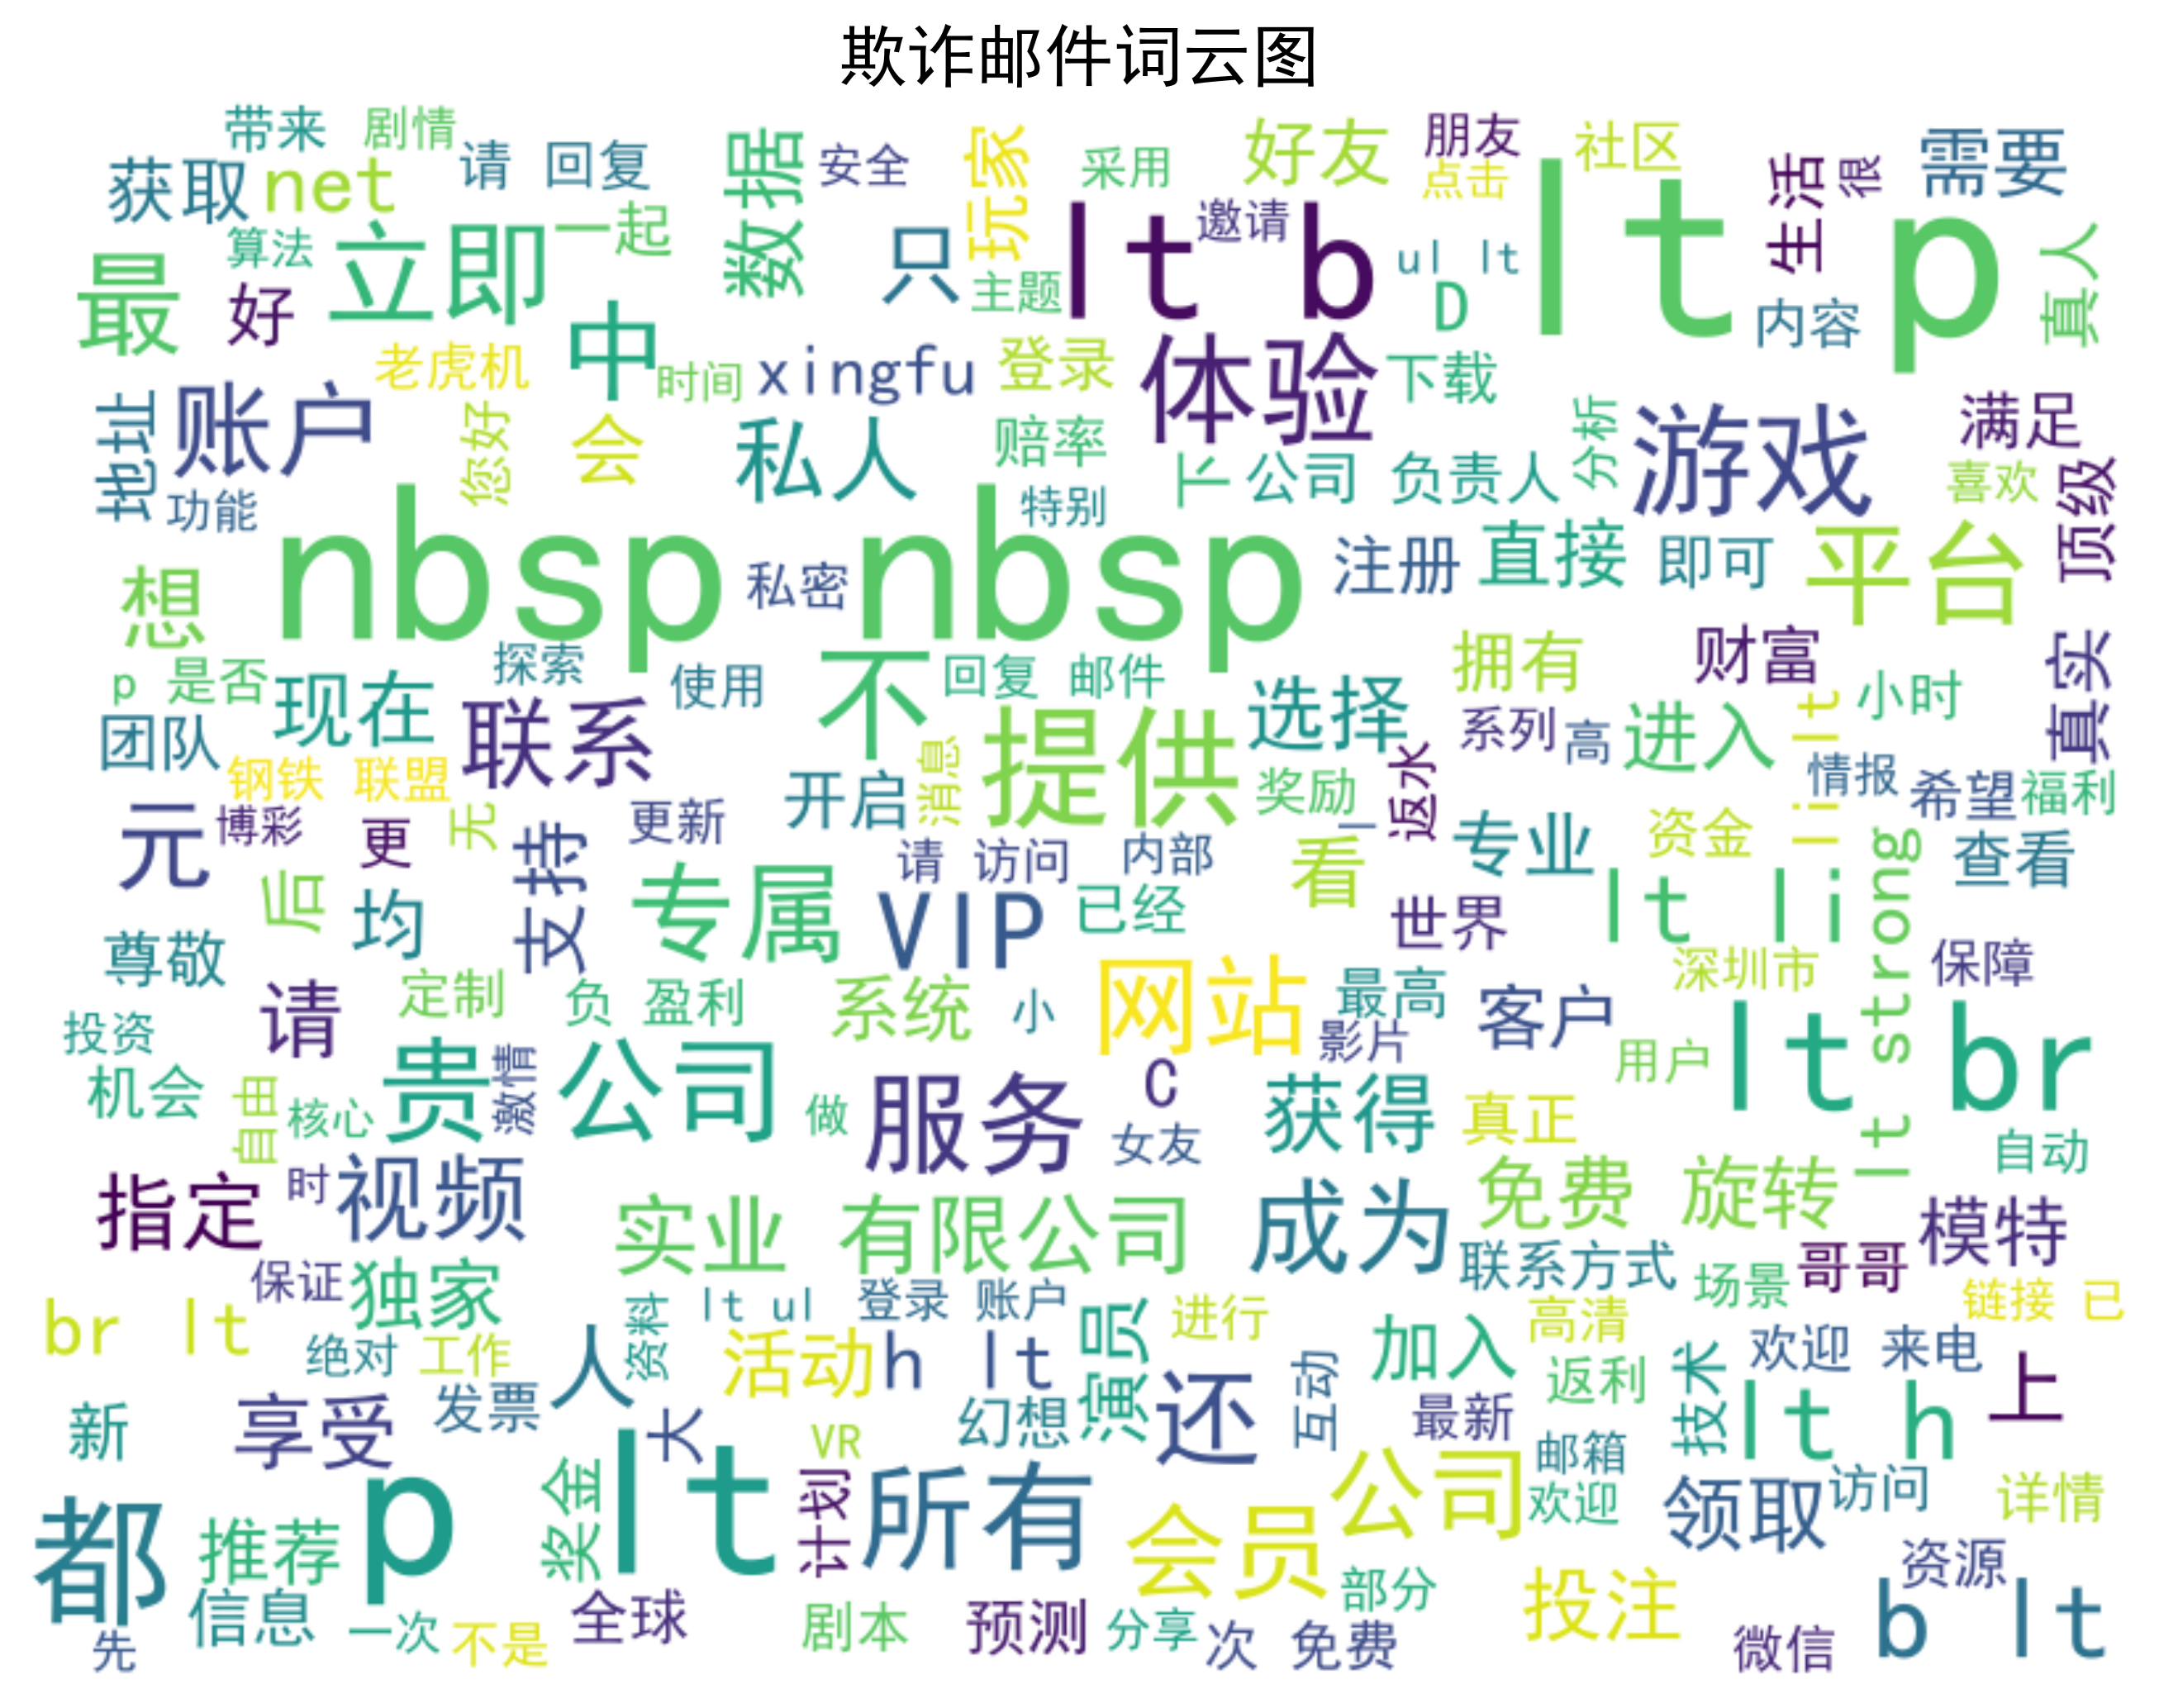 欺诈邮件词云图
带来 剧情 请 回复 数据 安全 玩家 采用 好友 朋友 社区 生活 很 需要
获取 net 点击
算法 立即 一起 只 主题 lt b 邀请 ul lt lt p 真人
最 好 中 D 内容
老虎机 时间 xingfu 登录 体验 下载
地址 账户 您好 会 私人 赔率 下 公司 负责人 分析 游戏 满足
功能 特别 喜欢 顶级
想 nbsp nbsp 私密 注册 直接 即可 平台
p 是否 探索 使用 不 回复 邮件 拥有 财富 真实
团队 现在 联系 选择 系列 高 进入 li lt 小时
钢铁 联盟 开启 消息 提供 奖励 返水 情报 希望 福利
元 博彩 更 无 支持 更新 请 访问 内部 一 看 专业 资金 查看
后 均 专属 VIP 已经 世界 lt li lt strong
尊敬 深圳市 保障
投资 请 定制 负 盈利 系统 小 网站 最高 影片 客户
机会 自由 核心 贵 激情 公司 做 服务 C 女友 获得 真正 用户 lt br
自动
指定 时 视频 实业 有限公司 成为 免费 旋转 模特
保证 独家 联系方式 场景 哥哥
br lt 资料 lt ul 登录 账户 演员 进行 高清 链接 已
绝对 工作 人 活动 h lt 加入 返利 技术 欢迎 来电
新 享受 发票 大 VR 幻想 还 互动 最新 邮箱 lt h 上
都 推荐 p lt 奖金 计划 所有 会员 公司 欢迎 领取 访问 详情
信息 部分 投注 资源
先 一次 不是 全球 剧本 预测 分享 次 免费 微信 b lt